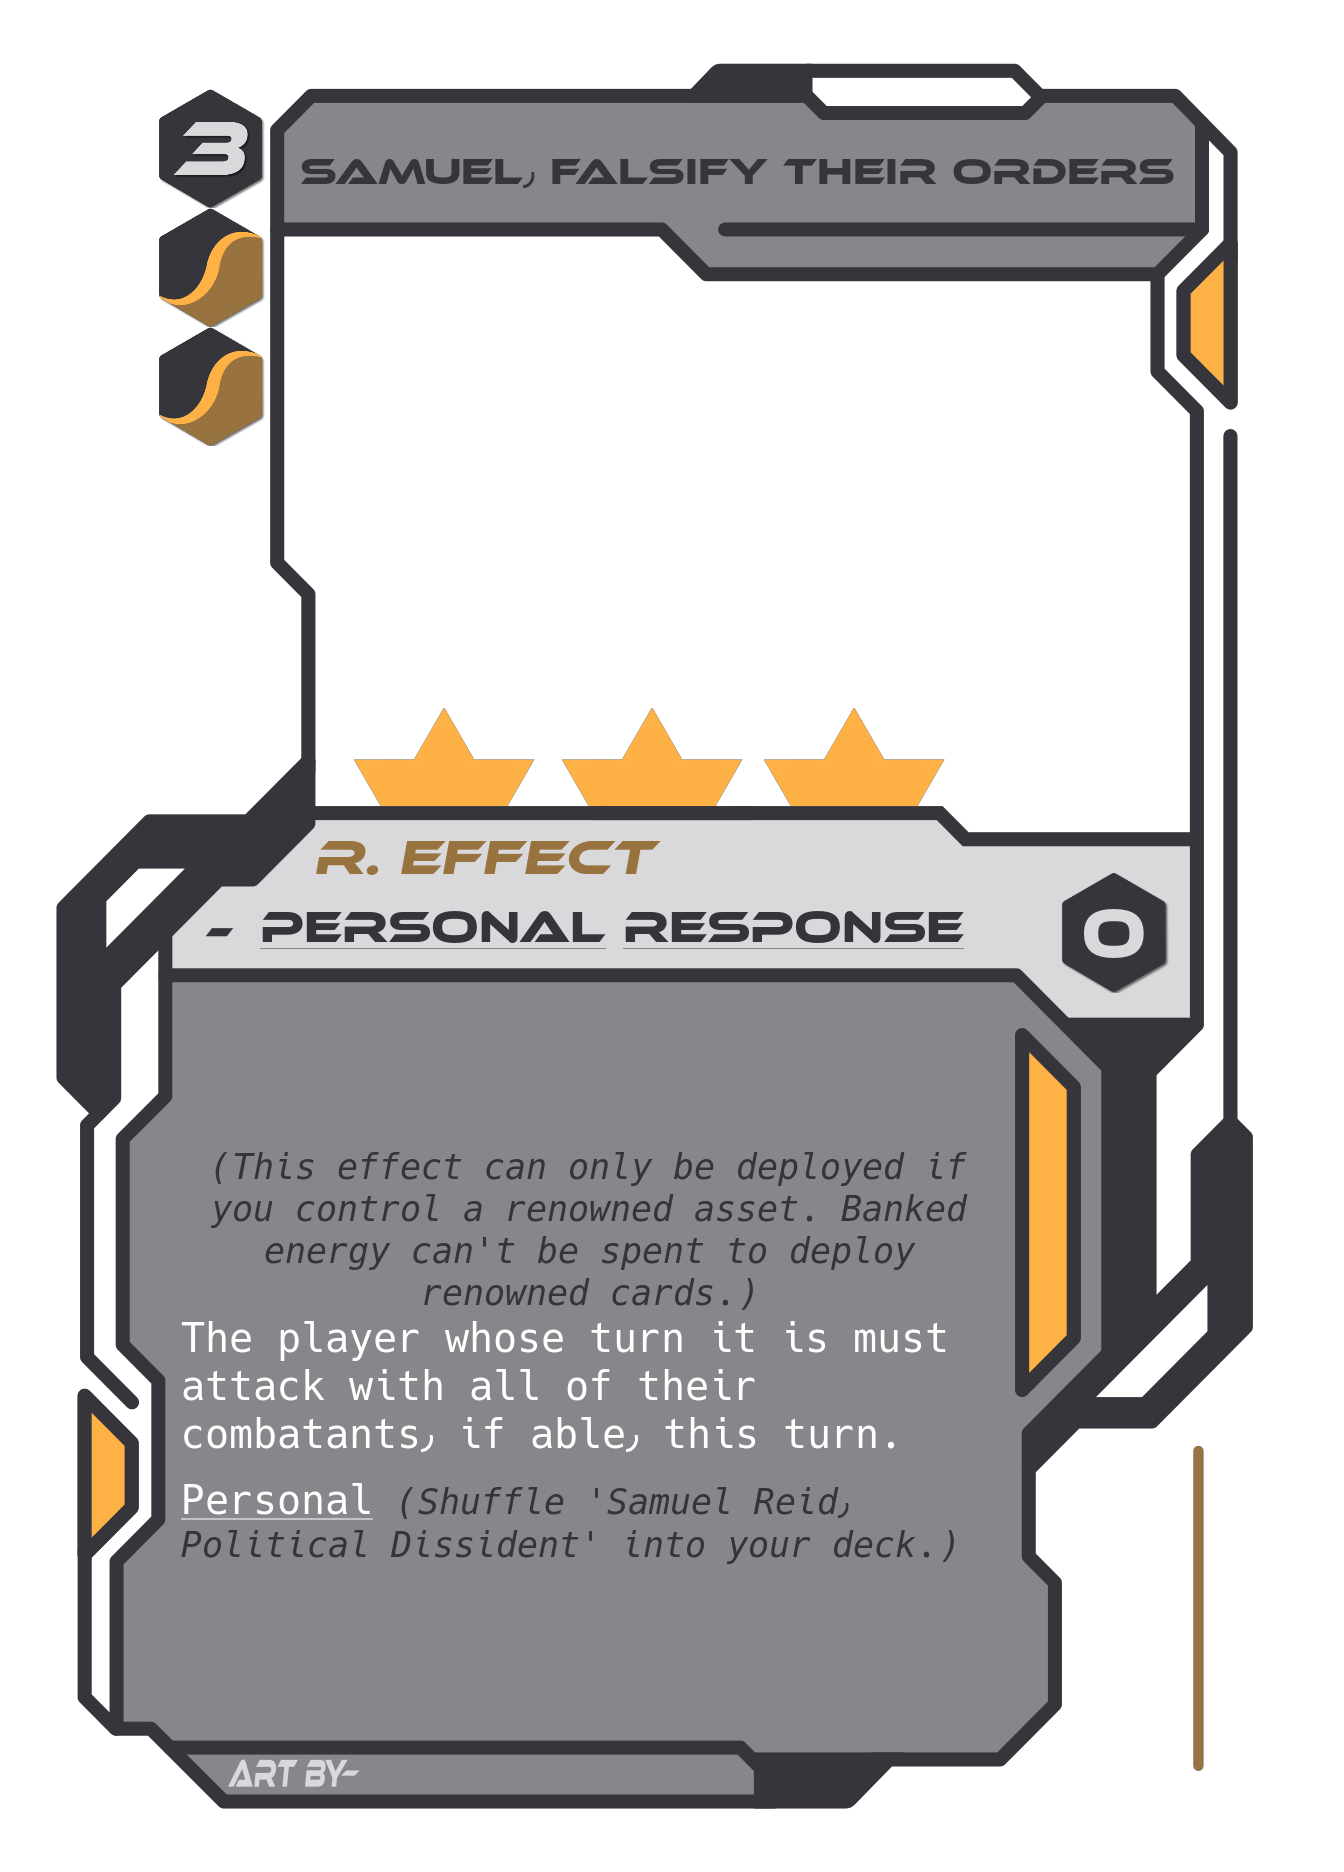 3
SAMUEL, FALSIFY THEIR ORDERS
R. EFFECT
- PERSONAL RESPONSE
0
(This effect can only be deployed if
you control a renowned asset. Banked
energy can't be spent to deploy
renowned cards.)
The player whose turn it is must
attack with all of their
combatants, if able, this turn.
Personal (Shuffle 'Samuel Reid,
Political Dissident' into your deck.)
ART BY-